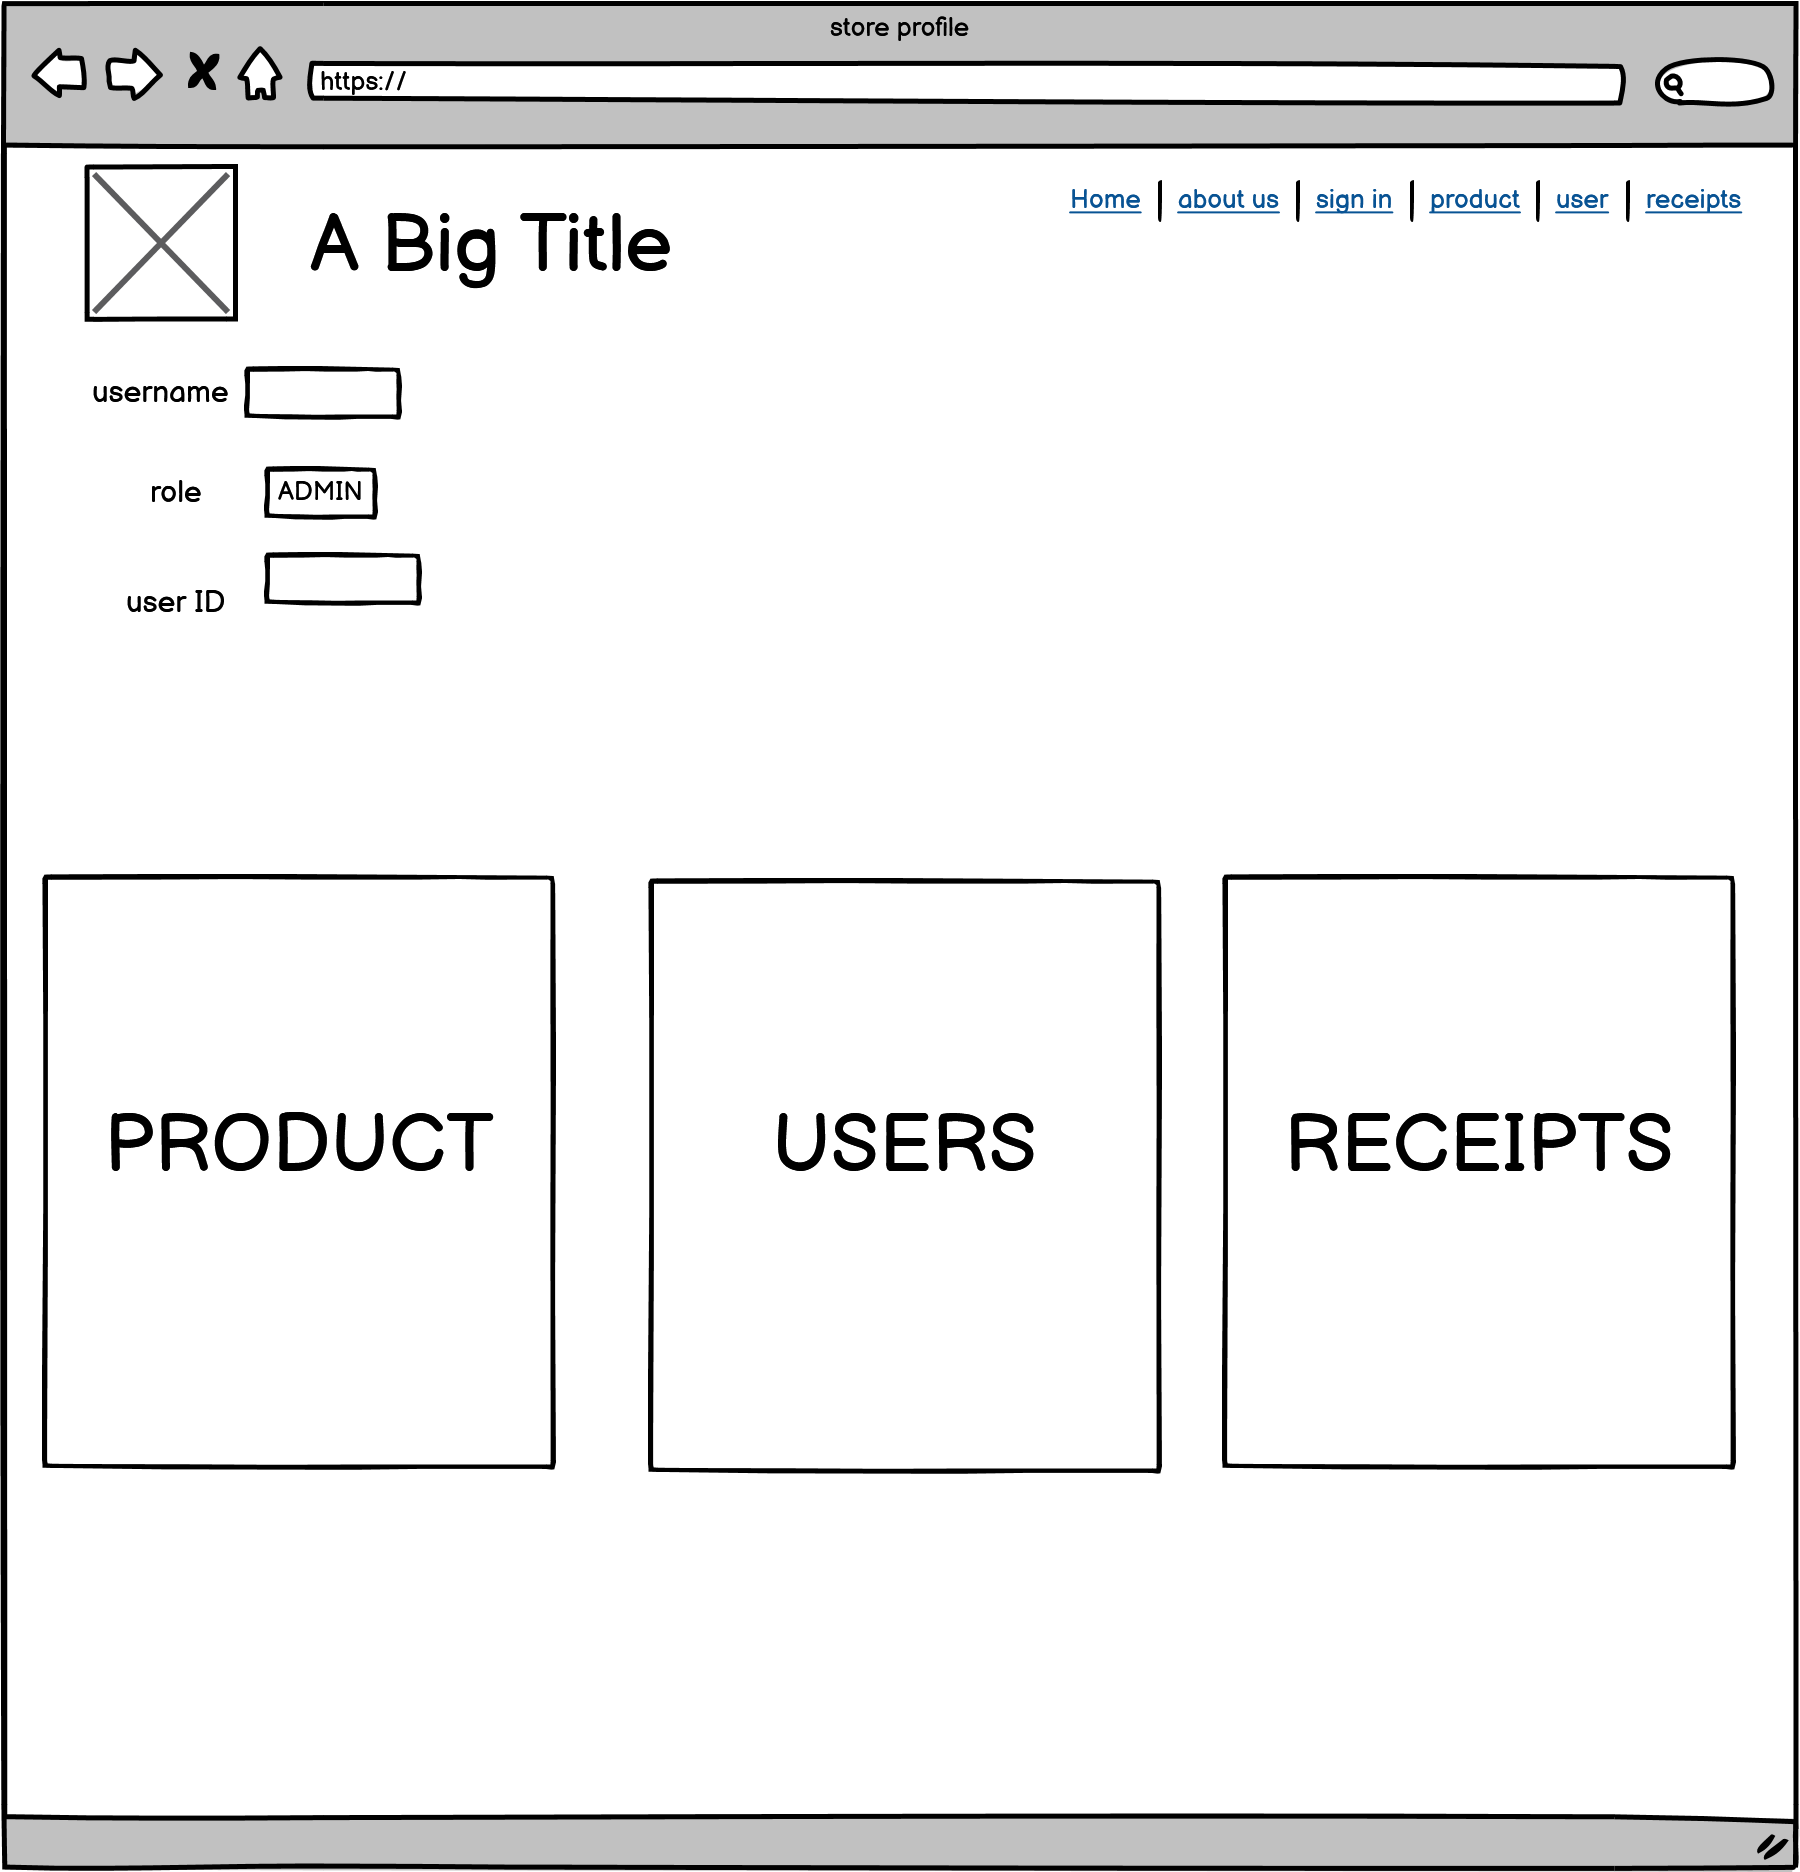 store profile
https://
A Big Title
Home about us sign in product user receipts
username
role ADMIN
user ID
PRODUCT USERS RECEIPTS